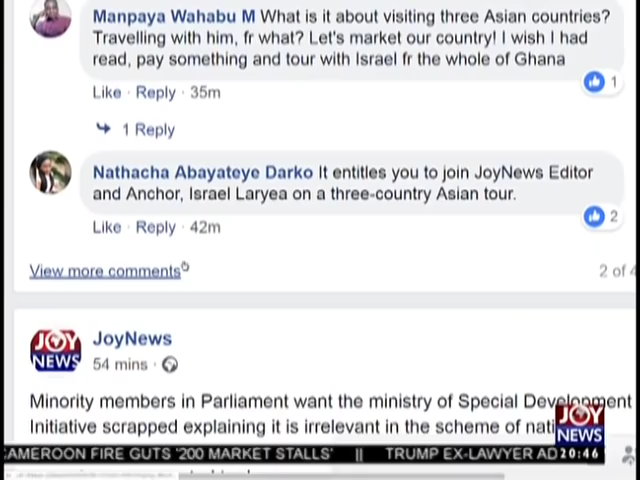 Manpaya Wahabu M What is it about visiting three Asian countries?
Travelling with him, fr what? Let's market our country! I wish I had
read, pay something and tour with Israel fr the whole of Ghana
Like · Reply · 35m
1
1 Reply
Nathacha Abayateye Darko It entitles you to join JoyNews Editor
and Anchor, Israel Laryea on a three-country Asian tour.
Like · Reply · 42m
2
View more comments
2 of 4
JOY
NEWS
JoyNews
54 mins ·
Minority members in Parliament want the ministry of Special Development
Initiative scrapped explaining it is irrelevant in the scheme of nati
JOY
NEWS
AMEROON FIRE GUTS '200 MARKET STALLS' || TRUMP EX-LAWYER AD
20:46